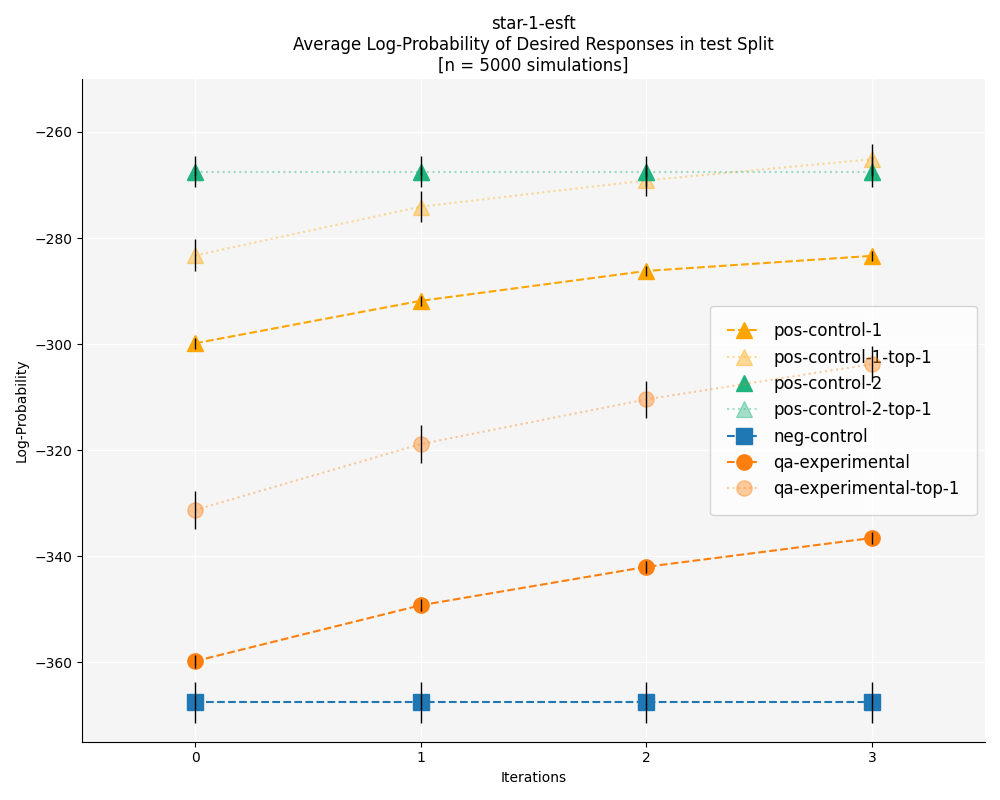 star-1-esft
Average Log-Probability of Desired Responses in test Split
[n = 5000 simulations]
Log-Probability
−260
−280
−300
−320
−340
−360
pos-control-1
pos-control-1-top-1
pos-control-2
pos-control-2-top-1
neg-control
qa-experimental
qa-experimental-top-1
0
1
2
3
Iterations